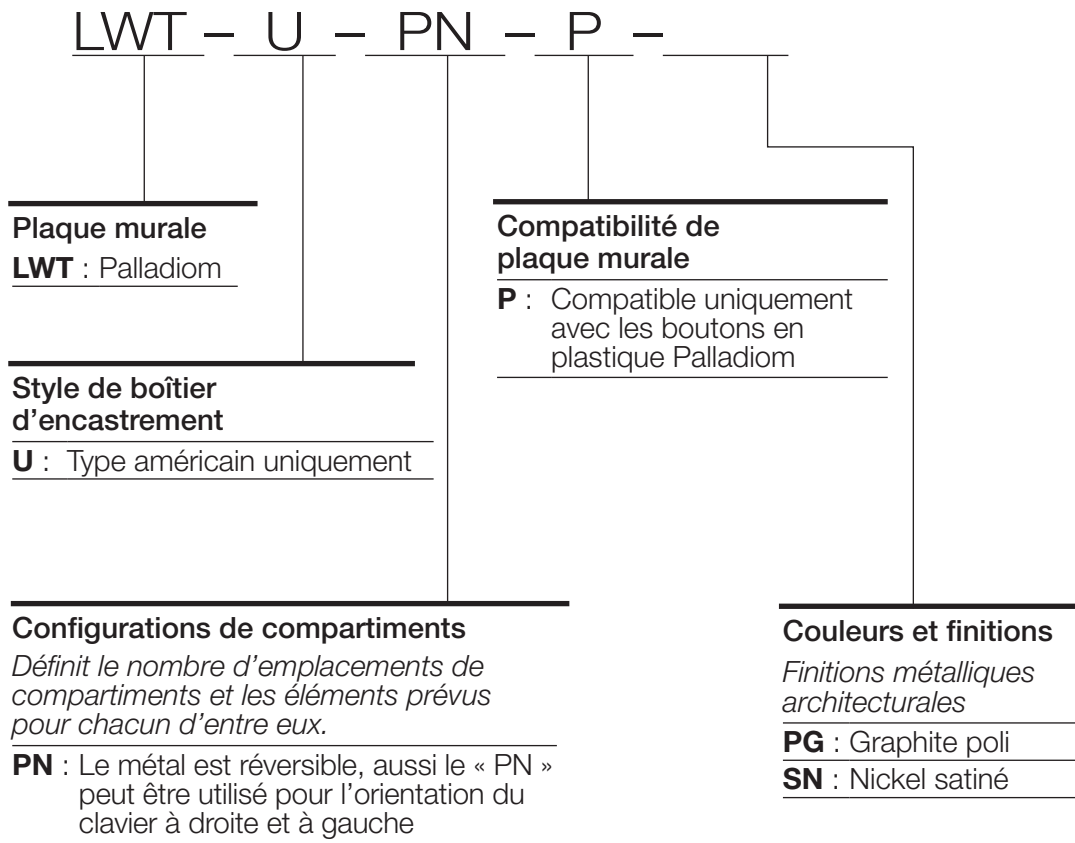 LWT – U – PN – P –
Plaque murale
LWT : Palladiom
Compatibilité de
plaque murale
P : Compatible uniquement
avec les boutons en
plastique Palladiom
Style de boîtier
d’encastrement
U : Type américain uniquement
Configurations de compartiments
Définit le nombre d’emplacements de
compartiments et les éléments prévus
pour chacun d’entre eux.
PN : Le métal est réversible, aussi le « PN »
peut être utilisé pour l’orientation du
clavier à droite et à gauche
Couleurs et finitions
Finitions métalliques
architecturales
PG : Graphite poli
SN : Nickel satiné